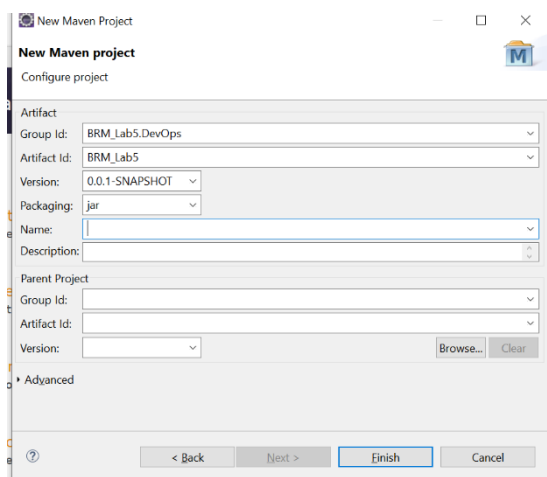 New Maven Project
New Maven project
Configure project
M
Artifact
Group Id: BRM_Lab5.DevOps
Artifact Id: BRM_Lab5
Version: 0.0.1-SNAPSHOT
Packaging: jar
Name:
Description:
Parent Project
Group Id:
Artifact Id:
Version: Browse... Clear
Advanced
? < Back Next > Finish Cancel